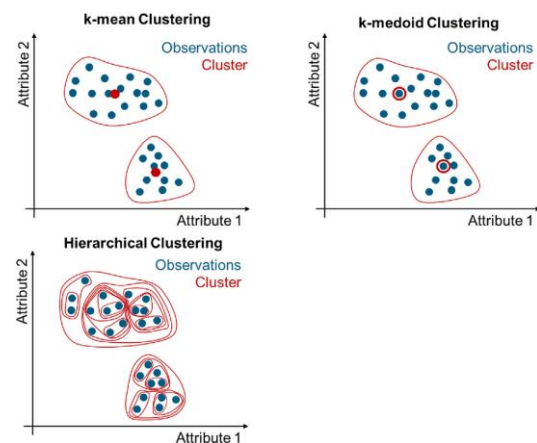 k-mean Clustering
Attribute 2
Observations
Cluster
Attribute 1
k-medoid Clustering
Attribute 2
Observations
Cluster
Attribute 1
Hierarchical Clustering
Attribute 2
Observations
Cluster
Attribute 1